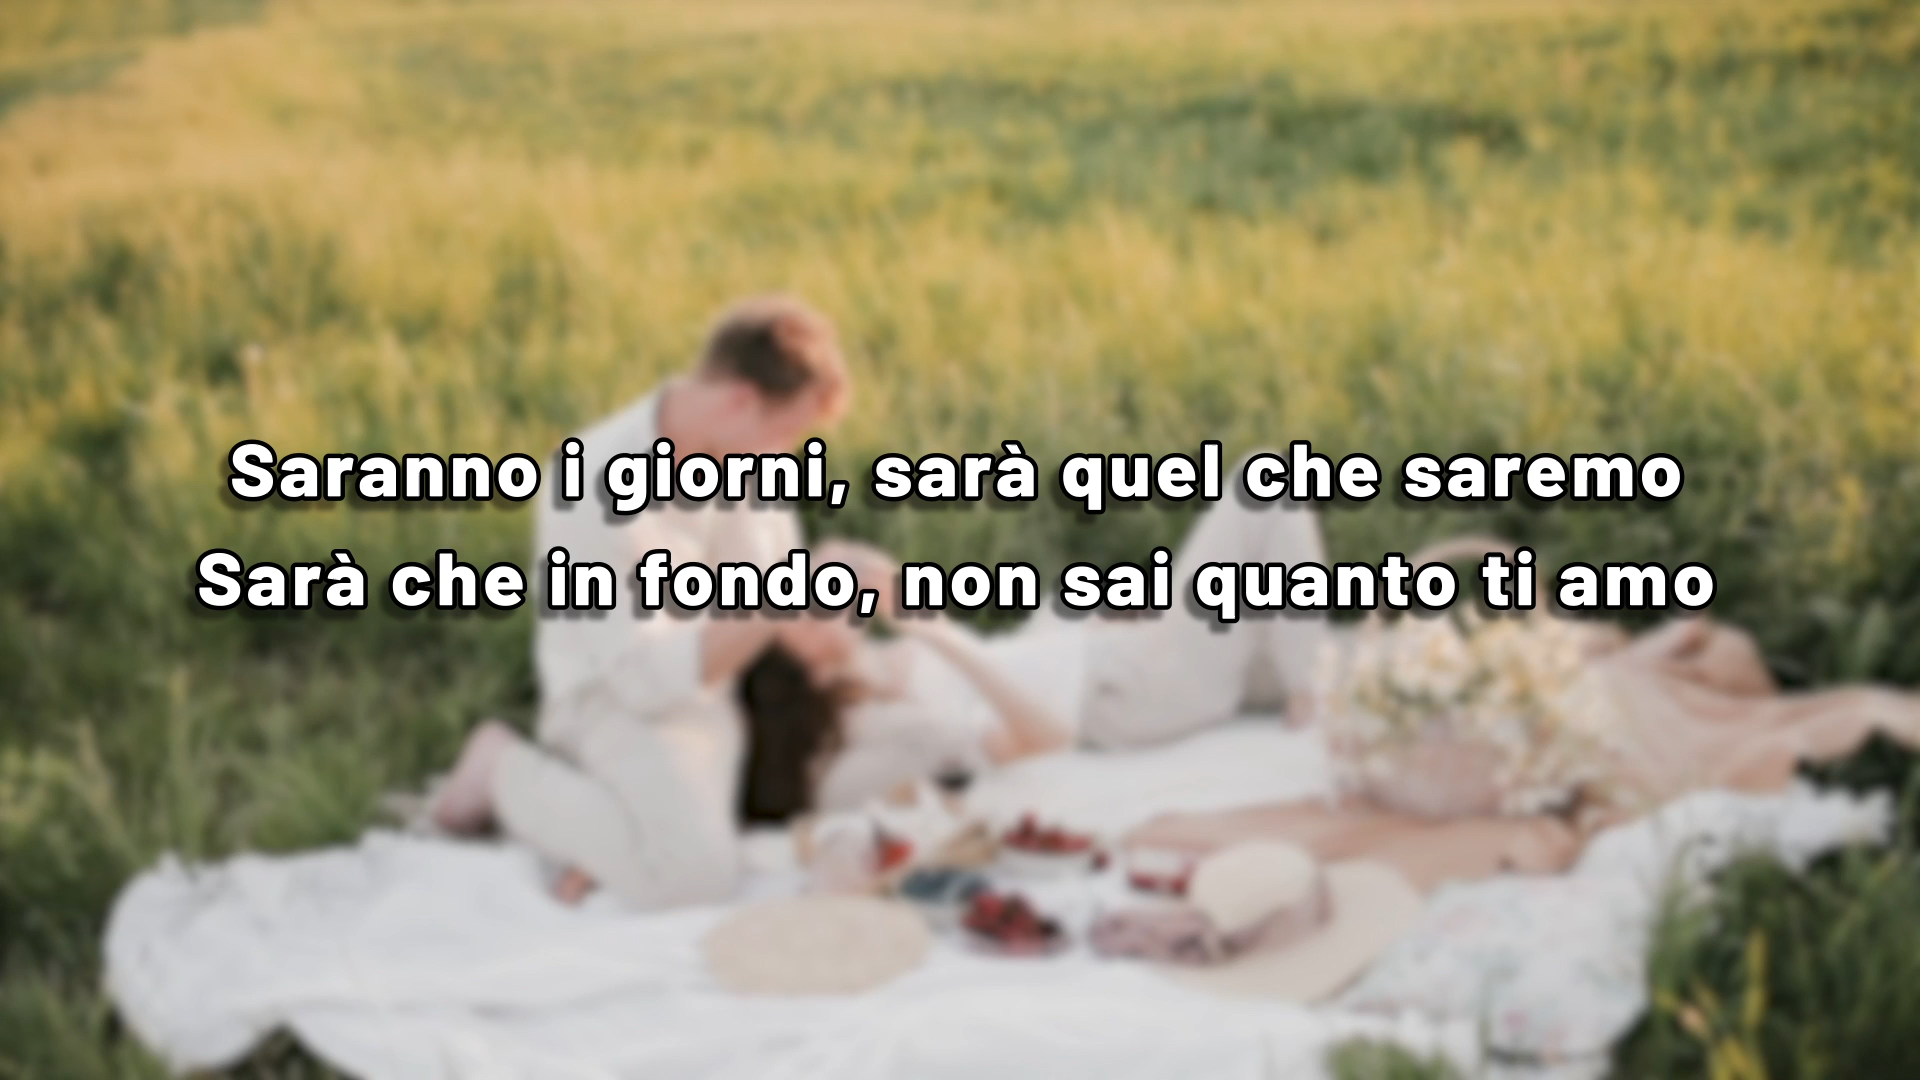 Saranno i giorni, sarà quel che saremo
Sarà che in fondo, non sai quanto ti amo